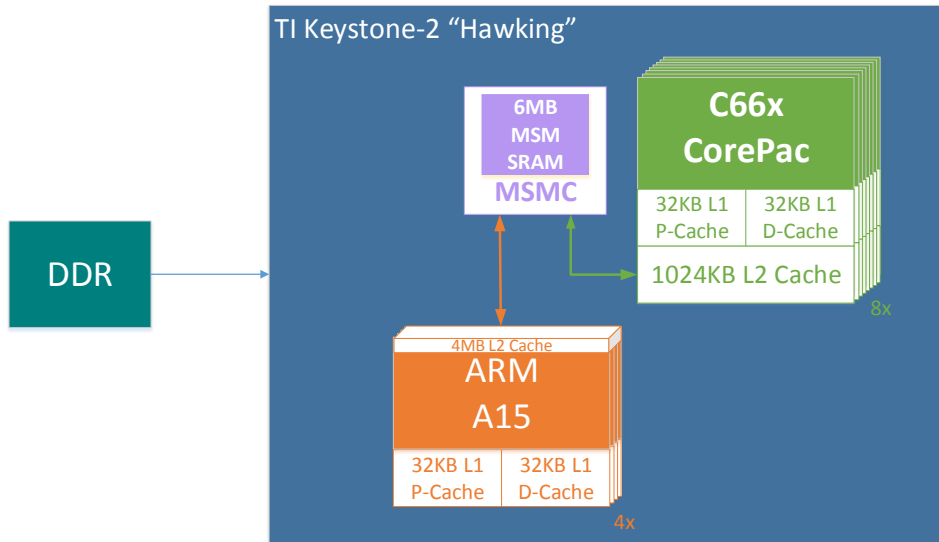 TI Keystone-2 “Hawking”
6MB
MSM
SRAM
MSMC
C66x
CorePac
32KB L1
P-Cache
32KB L1
D-Cache
1024KB L2 Cache
8x
DDR
4MB L2 Cache
ARM
A15
32KB L1
P-Cache
32KB L1
D-Cache
4x